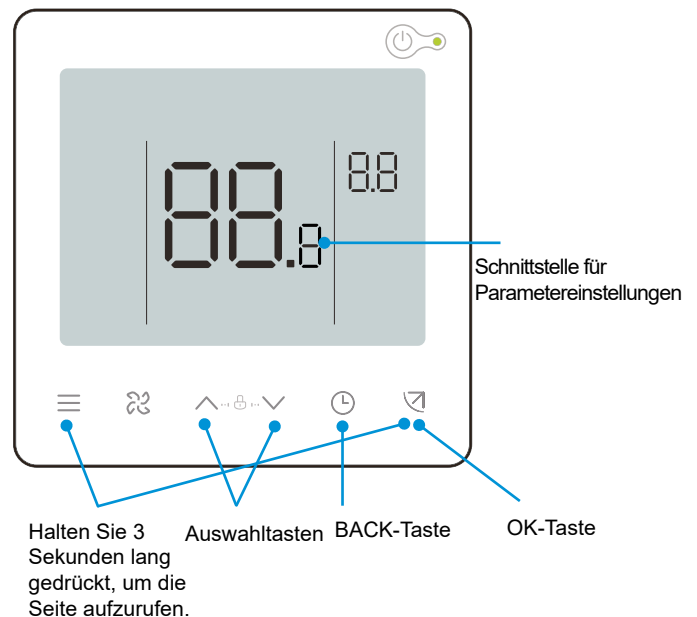 88.8
8.8
Schnittstelle für
Parametereinstellungen
Halten Sie 3
Sekunden lang
gedrückt, um die
Seite aufzurufen.
Auswahltasten
BACK-Taste
OK-Taste